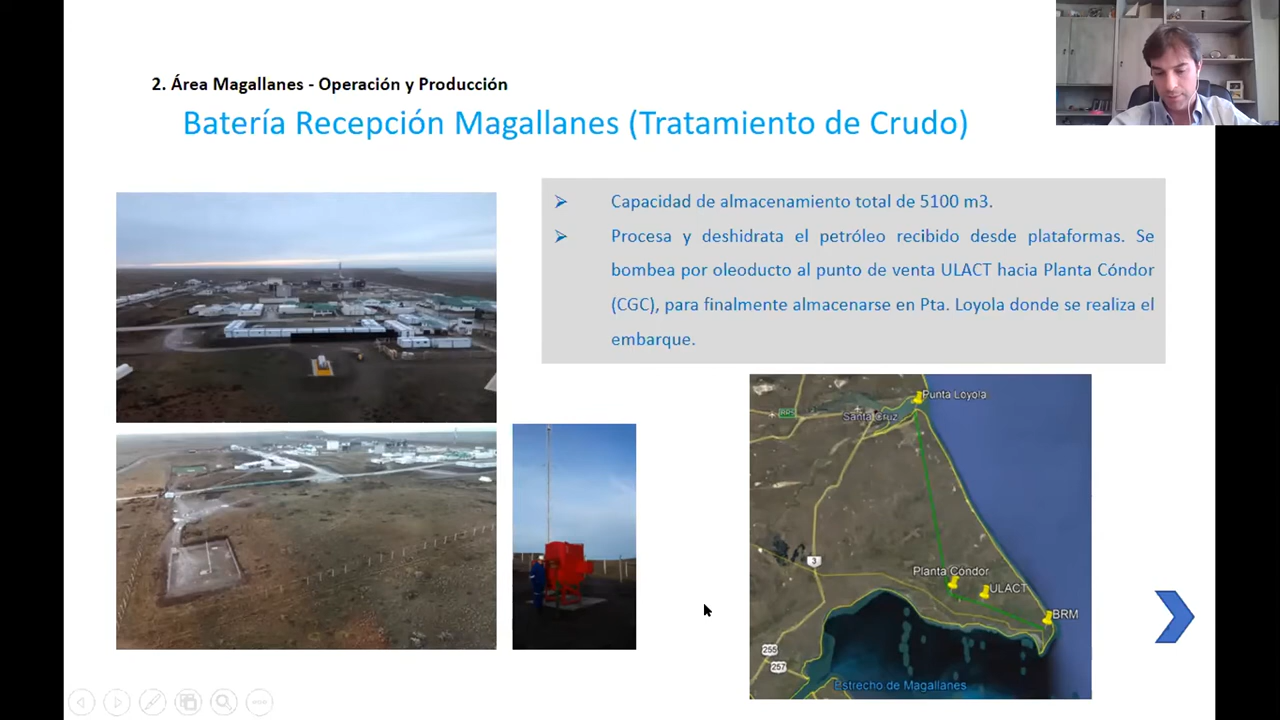 2. Área Magallanes - Operación y Producción
Batería Recepción Magallanes (Tratamiento de Crudo)
Capacidad de almacenamiento total de 5100 m3.
Procesa y deshidrata el petróleo recibido desde plataformas. Se
bombea por oleoducto al punto de venta ULACT hacia Planta Cóndor
(CGC), para finalmente almacenarse en Pta. Loyola donde se realiza el
embarque.
Punta Loyola
RP5
Santa Cruz
3
Planta Cóndor
ULACT
BRM
255
257
Estrecho de Magallanes